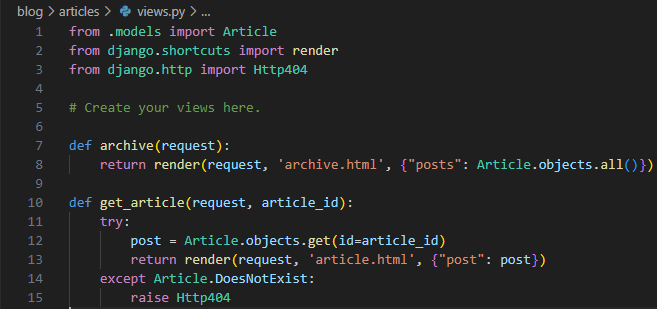 blog > articles > views.py > ...
1 from .models import Article
2 from django.shortcuts import render
3 from django.http import Http404
4
5 # Create your views here.
6
7 def archive(request):
8     return render(request, 'archive.html', {"posts": Article.objects.all()})
9
10 def get_article(request, article_id):
11     try:
12         post = Article.objects.get(id=article_id)
13         return render(request, 'article.html', {"post": post})
14     except Article.DoesNotExist:
15         raise Http404